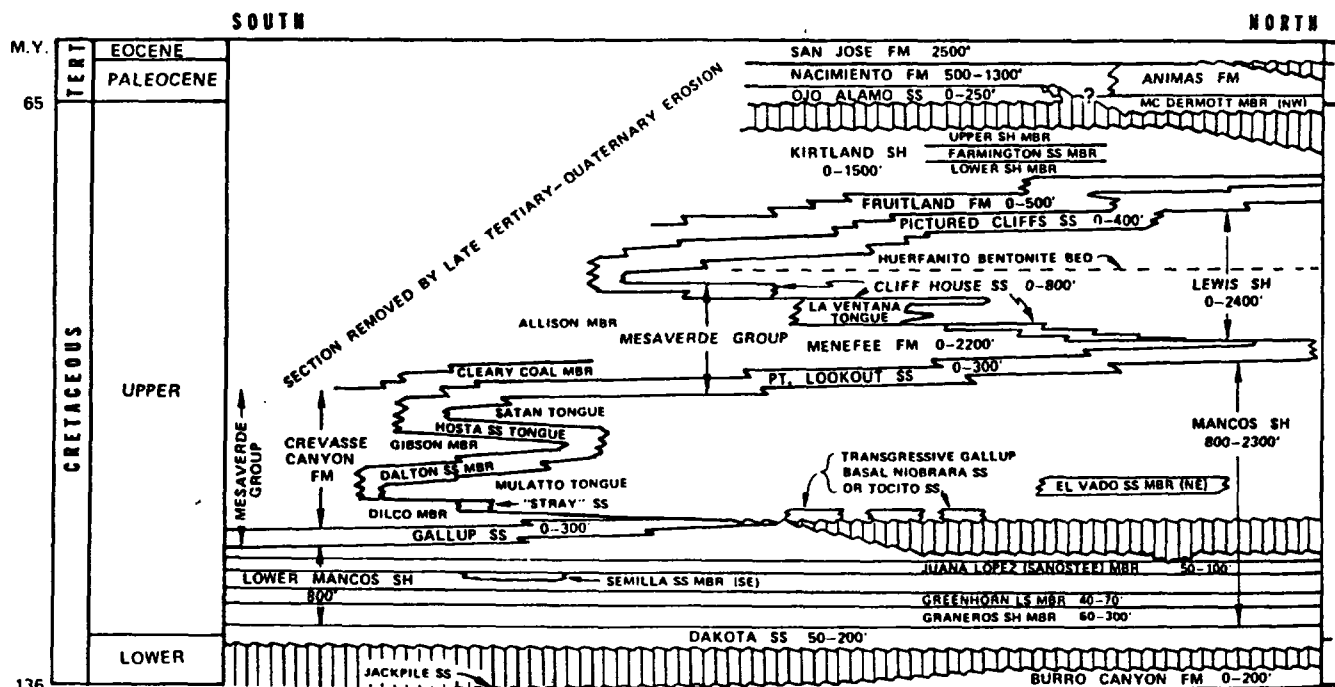 SOUTH
NORTH
M.Y.
TERT
EOCENE
PALEOCENE
65
CRETACEOUS
UPPER
LOWER
136
SAN JOSE FM 2500'
NACIMIENTO FM 500-1300'
OJO ALAMO SS 0-250'
?
ANIMAS FM
MC DERMOTT MBR (NW)
SECTION REMOVED BY LATE TERTIARY-QUATERNARY EROSION
UPPER SH MBR
KIRTLAND SH
0-1500'
FARMINGTON SS MBR
LOWER SH MBR
FRUITLAND FM 0-500'
PICTURED CLIFFS SS 0-400'
HUERFANITO BENTONITE BED
LEWIS SH
0-2400'
CLIFF HOUSE SS 0-800'
LA VENTANA
TONGUE
ALLISON MBR
MESAVERDE GROUP
MENEFEE FM 0-2200'
CLEARY COAL MBR
0-300'
PT. LOOKOUT SS
MESAVERDE
GROUP
CREVASSE
CANYON
FM
SATAN TONGUE
HOSTA SS TONGUE
GIBSON MBR
DALTON SS MBR
MULATTO TONGUE
"STRAY" SS
DILCO MBR
GALLUP SS
0-300'
MANCOS SH
800-2300'
TRANSGRESSIVE GALLUP
BASAL NIOBRARA SS
OR TOCITO SS
EL VADO SS MBR (NE)
JUANA LOPEZ (SANOSTEE) MBR 50-100'
LOWER MANCOS SH
800'
SEMILLA SS MBR (SE)
GREENHORN LS MBR 40-70'
GRANEROS SH MBR 60-300'
DAKOTA SS 50-200'
JACKPILE SS
BURRO CANYON FM 0-200'